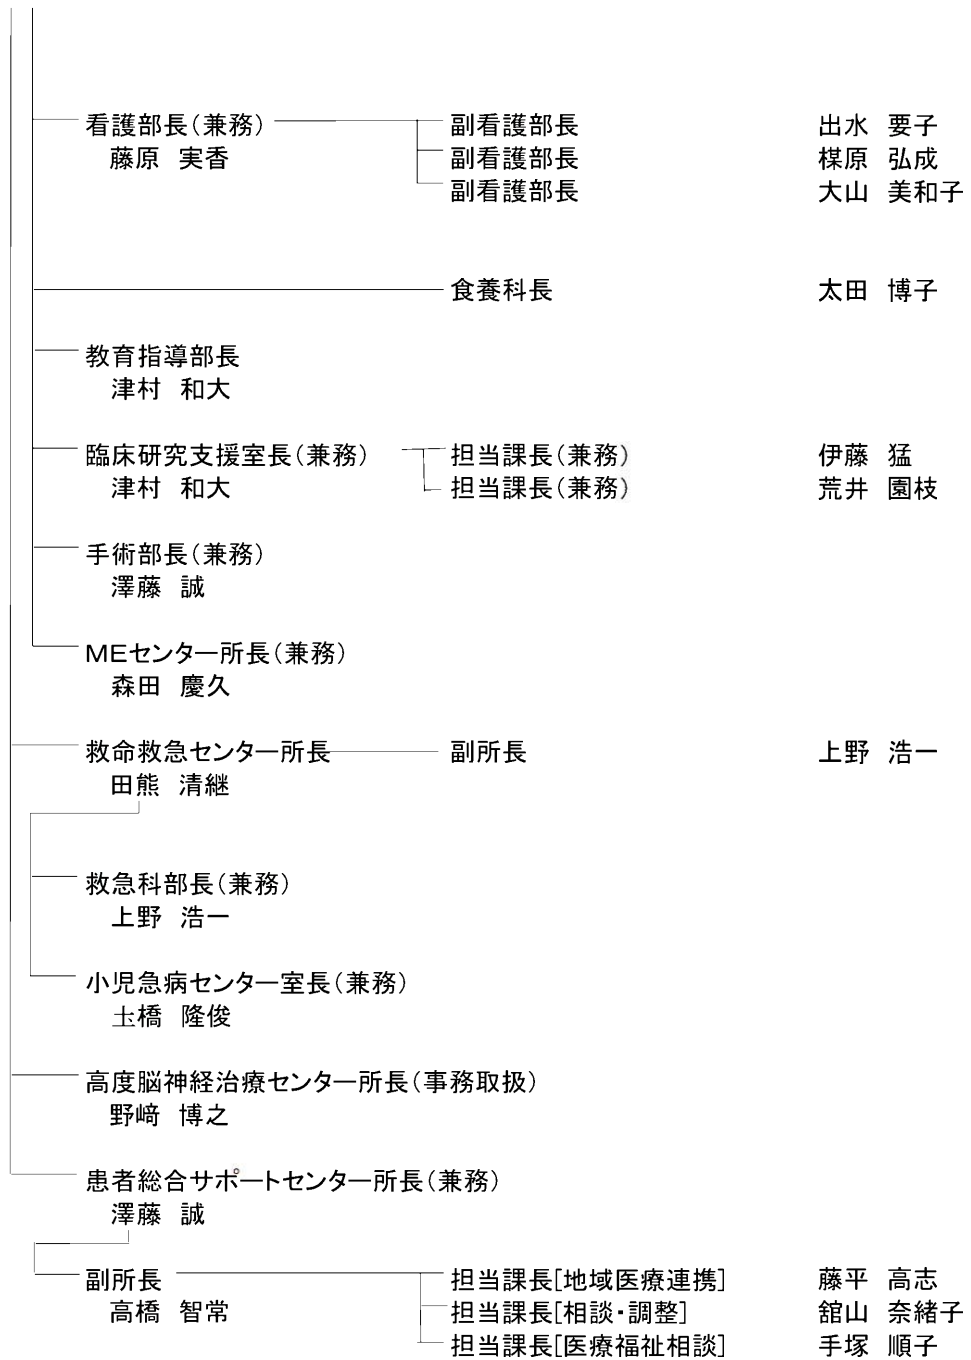 看護部長（兼務） 副看護部長 出水 要子
藤原 実香 副看護部長 楳原 弘成
副看護部長 大山 美和子
食養科長 太田 博子
教育指導部長
津村 和大
臨床研究支援室長（兼務） 担当課長（兼務） 伊藤 猛
津村 和大 担当課長（兼務） 荒井 園枝
手術部長（兼務）
澤藤 誠
MEセンター所長（兼務）
森田 慶久
救命救急センター所長 副所長 上野 浩一
田熊 清継
救急科部長（兼務）
上野 浩一
小児急病センター室長（兼務）
圡橋 隆俊
高度脳神経治療センター所長（事務取扱）
野﨑 博之
患者総合サポートセンター所長（兼務）
澤藤 誠
副所長 担当課長[地域医療連携] 藤平 高志
高橋 智常 担当課長[相談・調整] 舘山 奈緒子
担当課長[医療福祉相談] 手塚 順子